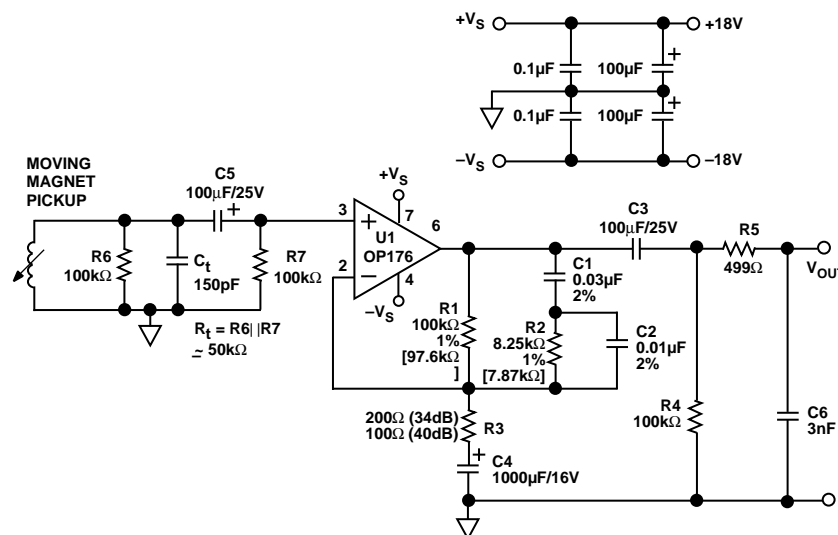 +VS
+18V
0.1µF
100µF
+
0.1µF
100µF
+
–VS
–18V
MOVING
MAGNET
PICKUP
C5
100µF/25V
+
R6
100kΩ
Ct
150pF
R7
100kΩ
Rt = R6||R7
~ 50kΩ
+VS
7
3
+
U1
OP176
6
2
–
4
–VS
R1
100kΩ
1%
[97.6kΩ
]
C1
0.03µF
2%
R2
8.25kΩ
1%
[7.87kΩ]
C2
0.01µF
2%
200Ω (34dB)
100Ω (40dB)
R3
+
C4
1000µF/16V
C3
100µF/25V
R5
499Ω
VOUT
R4
100kΩ
C6
3nF